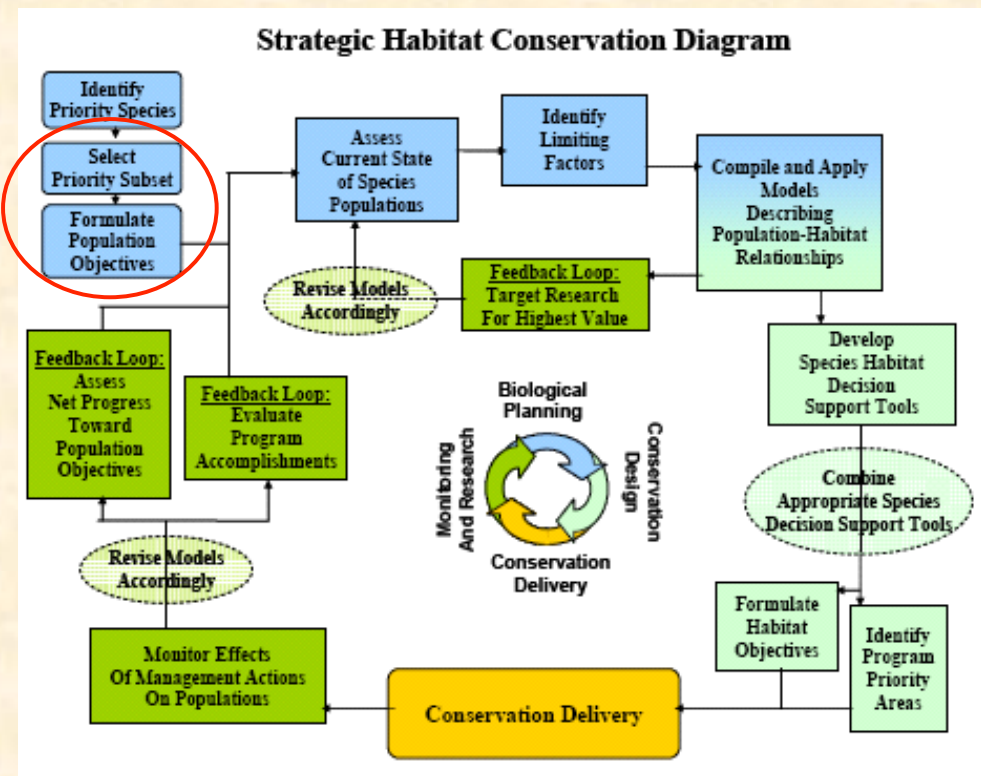 Strategic Habitat Conservation Diagram
Identify
Priority Species
Select
Priority Subset
Formulate
Population
Objectives
Assess
Current State
of Species
Populations
Identify
Limiting
Factors
Compile and Apply
Models
Describing
Population-Habitat
Relationships
Revise Models
Accordingly
Feedback Loop:
Target Research
For Highest Value
Feedback Loop:
Assess
Net Progress
Toward
Population
Objectives
Feedback Loop:
Evaluate
Program
Accomplishments
Biological
Planning
Conservation
Design
Conservation
Delivery
Monitoring
And Research
Develop
Species Habitat
Decision
Support Tools
Combine
Appropriate Species
Decision Support Tools
Revise Models
Accordingly
Formulate
Habitat
Objectives
Identify
Program
Priority
Areas
Monitor Effects
Of Management Actions
On Populations
Conservation Delivery